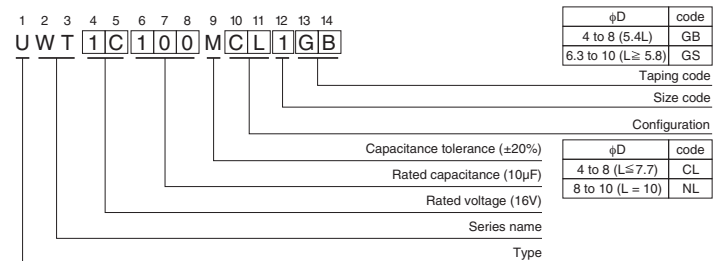 1 2 3 4 5 6 7 8 9 10 11 12 13 14
U W T 1 C 1 0 0 M C L 1 G B
ϕD code
4 to 8 (5.4L) GB
6.3 to 10 (L≧ 5.8) GS
Taping code
Size code
Configuration
ϕD code
4 to 8 (L≦7.7) CL
8 to 10 (L = 10) NL
Capacitance tolerance (±20%)
Rated capacitance (10µF)
Rated voltage (16V)
Series name
Type